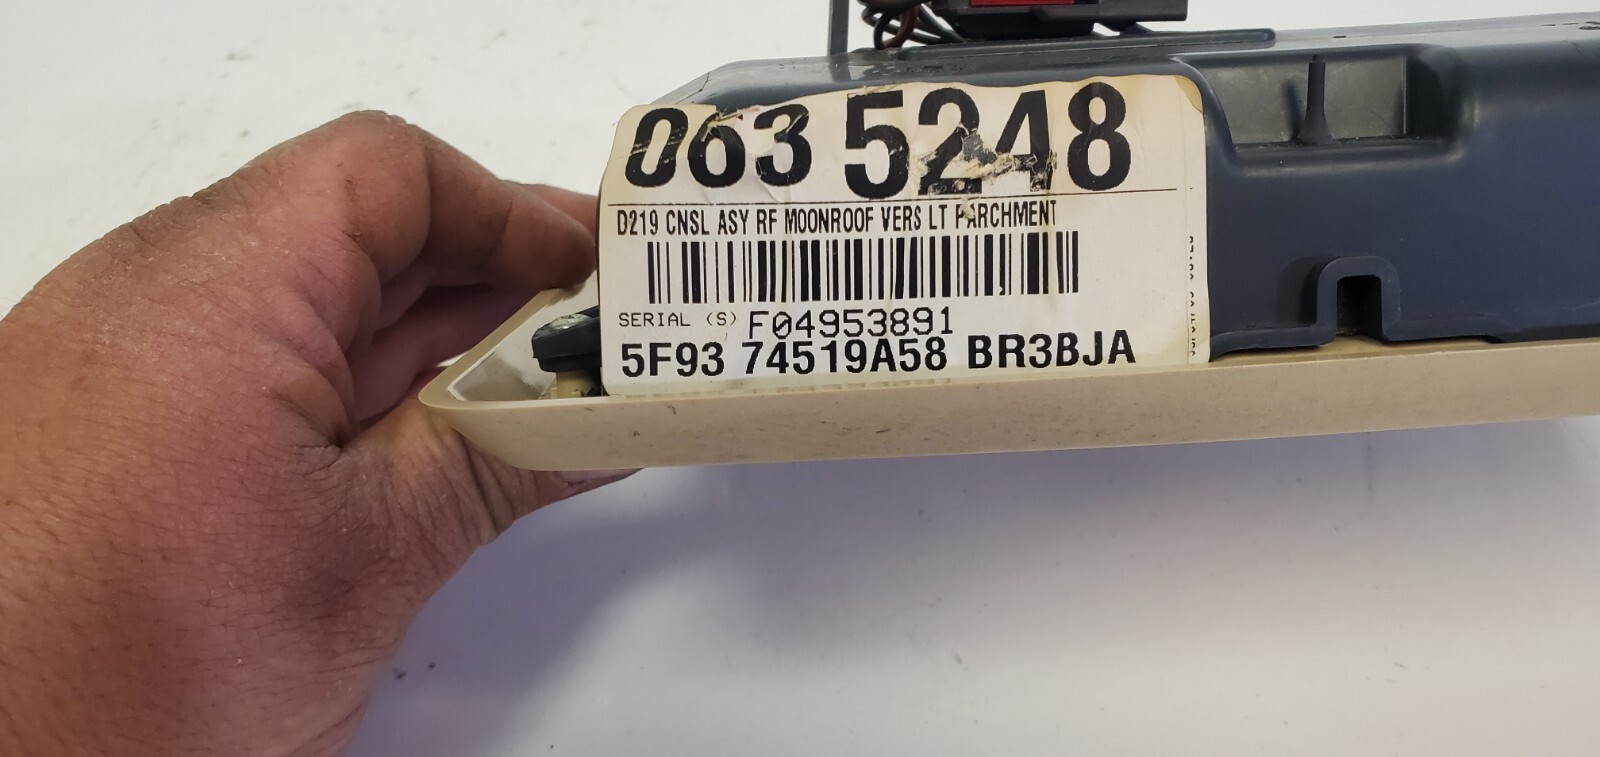 063 5248
D219 CNSL ASY RF MOONROOF VERS LT PARCHMENT
SERIAL (S) F04953891
5F93 74519A58 BR3BJA